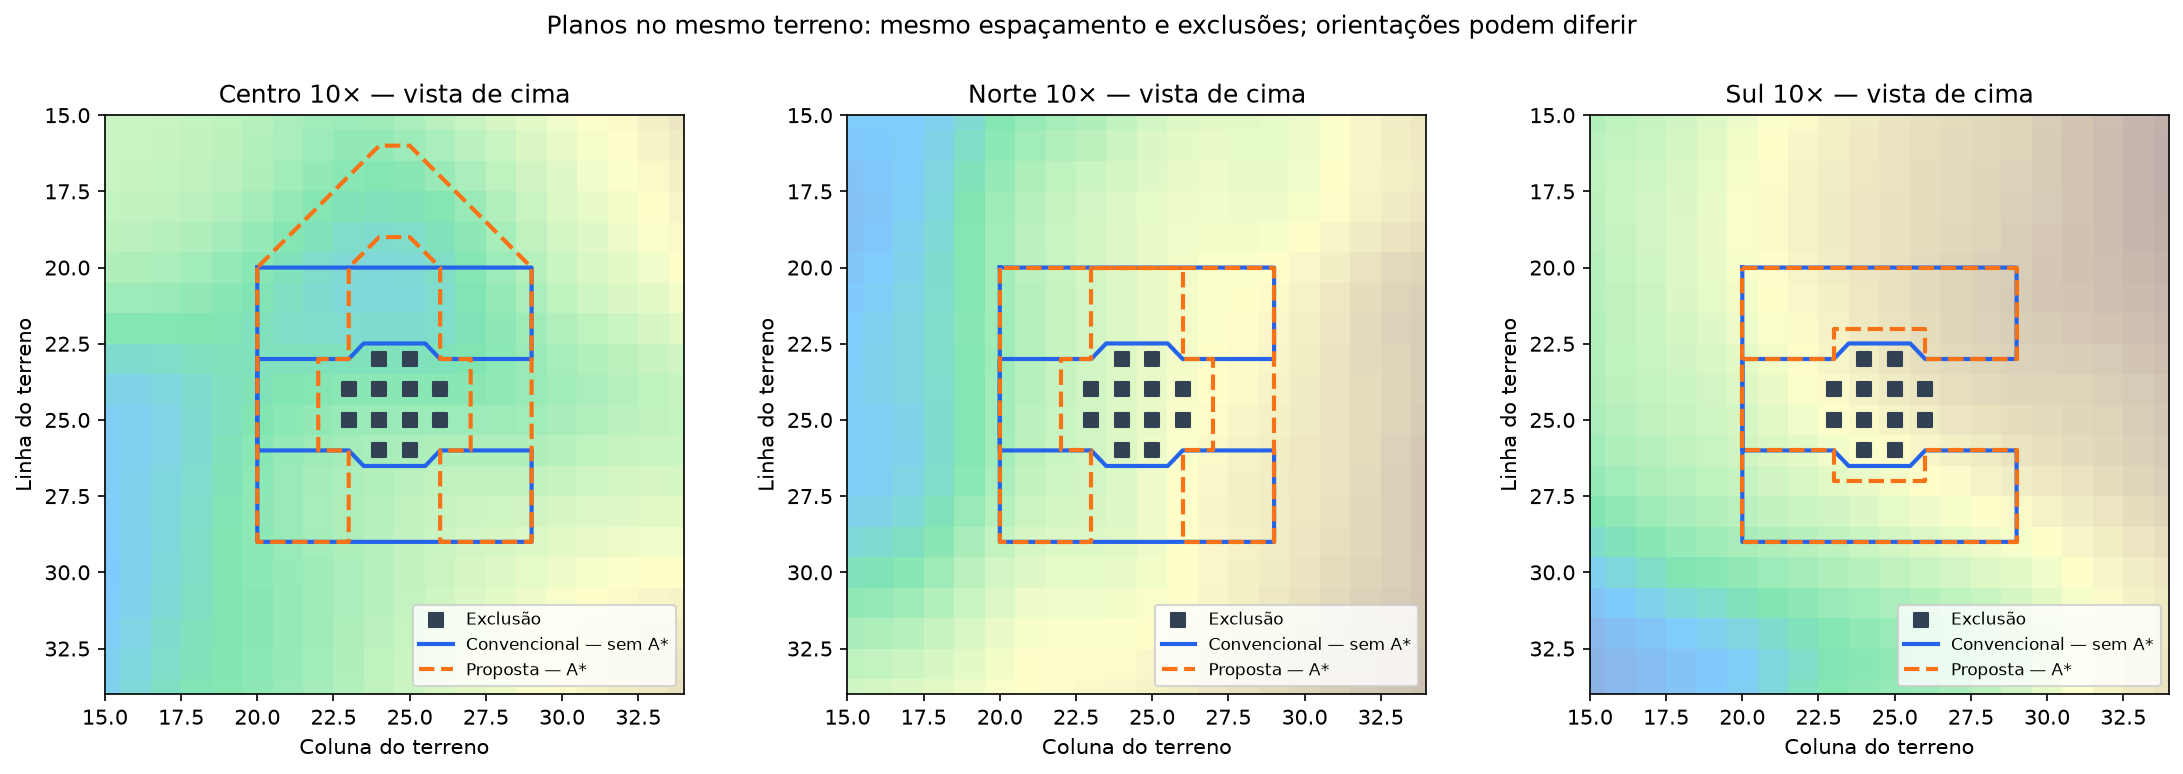 Planos no mesmo terreno: mesmo espaçamento e exclusões; orientações podem diferir
Centro 10× — vista de cima
15.0
17.5
20.0
22.5
25.0
27.5
30.0
32.5
Linha do terreno
15.0 17.5 20.0 22.5 25.0 27.5 30.0 32.5
Coluna do terreno
Exclusão
Convencional — sem A*
Proposta — A*
Norte 10× — vista de cima
15.0
17.5
20.0
22.5
25.0
27.5
30.0
32.5
Linha do terreno
15.0 17.5 20.0 22.5 25.0 27.5 30.0 32.5
Coluna do terreno
Exclusão
Convencional — sem A*
Proposta — A*
Sul 10× — vista de cima
15.0
17.5
20.0
22.5
25.0
27.5
30.0
32.5
Linha do terreno
15.0 17.5 20.0 22.5 25.0 27.5 30.0 32.5
Coluna do terreno
Exclusão
Convencional — sem A*
Proposta — A*